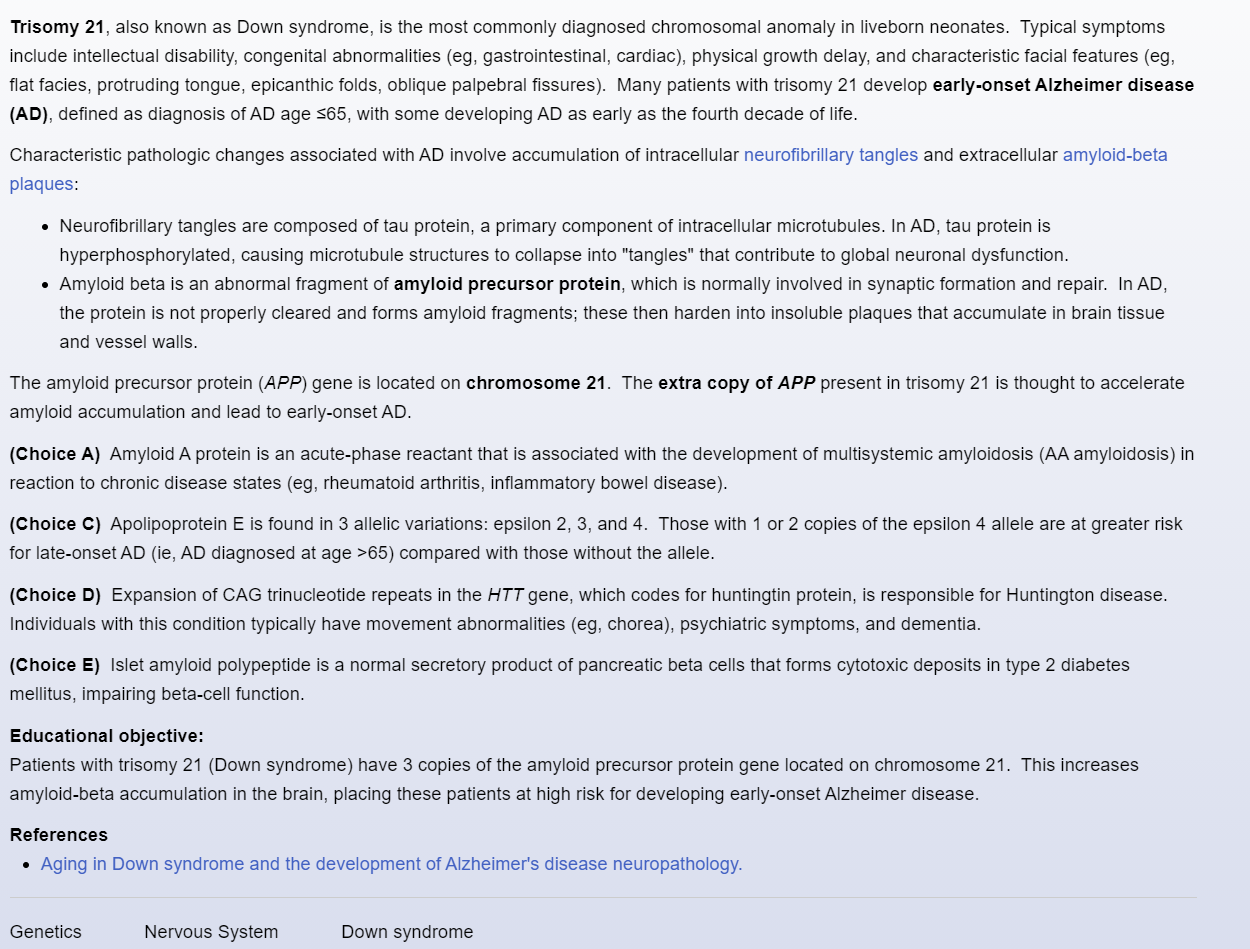 Trisomy 21, also known as Down syndrome, is the most commonly diagnosed chromosomal anomaly in liveborn neonates.  Typical symptoms
include intellectual disability, congenital abnormalities (eg, gastrointestinal, cardiac), physical growth delay, and characteristic facial features (eg,
flat facies, protruding tongue, epicanthic folds, oblique palpebral fissures).  Many patients with trisomy 21 develop early-onset Alzheimer disease
(AD), defined as diagnosis of AD age ≤65, with some developing AD as early as the fourth decade of life.
Characteristic pathologic changes associated with AD involve accumulation of intracellular neurofibrillary tangles and extracellular amyloid-beta
plaques:
• Neurofibrillary tangles are composed of tau protein, a primary component of intracellular microtubules. In AD, tau protein is
hyperphosphorylated, causing microtubule structures to collapse into "tangles" that contribute to global neuronal dysfunction.
• Amyloid beta is an abnormal fragment of amyloid precursor protein, which is normally involved in synaptic formation and repair.  In AD,
the protein is not properly cleared and forms amyloid fragments; these then harden into insoluble plaques that accumulate in brain tissue
and vessel walls.
The amyloid precursor protein (APP) gene is located on chromosome 21.  The extra copy of APP present in trisomy 21 is thought to accelerate
amyloid accumulation and lead to early-onset AD.
(Choice A)  Amyloid A protein is an acute-phase reactant that is associated with the development of multisystemic amyloidosis (AA amyloidosis) in
reaction to chronic disease states (eg, rheumatoid arthritis, inflammatory bowel disease).
(Choice C)  Apolipoprotein E is found in 3 allelic variations: epsilon 2, 3, and 4.  Those with 1 or 2 copies of the epsilon 4 allele are at greater risk
for late-onset AD (ie, AD diagnosed at age >65) compared with those without the allele.
(Choice D)  Expansion of CAG trinucleotide repeats in the HTT gene, which codes for huntingtin protein, is responsible for Huntington disease.
Individuals with this condition typically have movement abnormalities (eg, chorea), psychiatric symptoms, and dementia.
(Choice E)  Islet amyloid polypeptide is a normal secretory product of pancreatic beta cells that forms cytotoxic deposits in type 2 diabetes
mellitus, impairing beta-cell function.
Educational objective:
Patients with trisomy 21 (Down syndrome) have 3 copies of the amyloid precursor protein gene located on chromosome 21.  This increases
amyloid-beta accumulation in the brain, placing these patients at high risk for developing early-onset Alzheimer disease.
References
• Aging in Down syndrome and the development of Alzheimer's disease neuropathology.
Genetics Nervous System Down syndrome